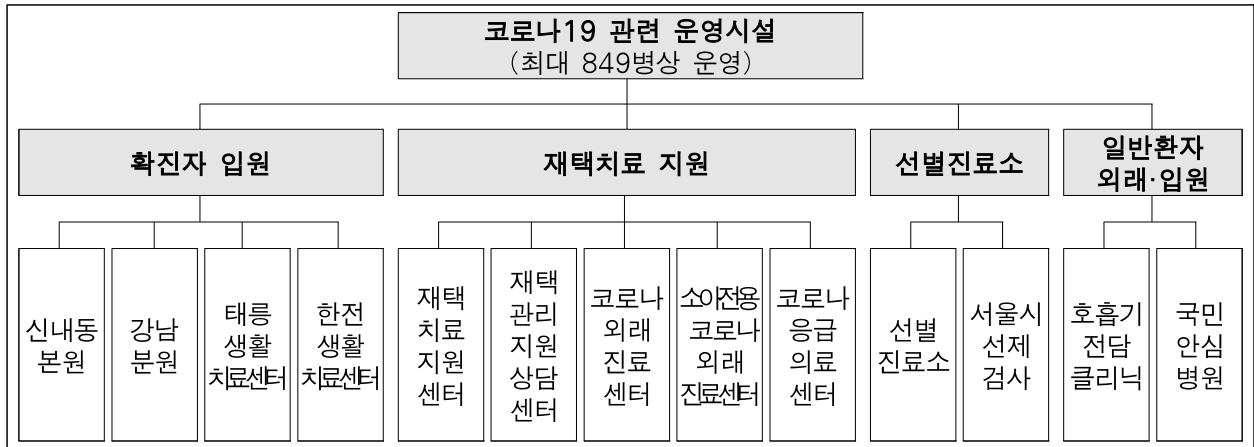 코로나19 관련 운영시설
(최대 849병상 운영)
확진자 입원
재택치료 지원
선별진료소
일반환자
외래·입원
신내동
본원
강남
분원
태릉
생활
치료센터
한전
생활
치료센터
재택
치료
지원
센터
재택
관리
지원
상담
센터
코로나
외래
진료
센터
소아전용
코로나
외래
진료센터
코로나
응급
의료
센터
선별
진료소
서울시
선제
검사
호흡기
전담
클리닉
국민
안심
병원